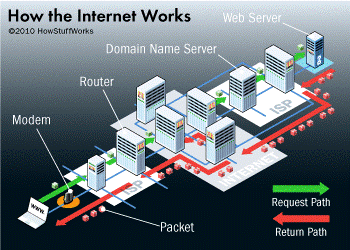 How the Internet Works
©2010 HowStuffWorks
Web Server
Domain Name Server
Router
Modem
ISP
ISP
INTERNET
WWW.
Packet
Request Path
Return Path